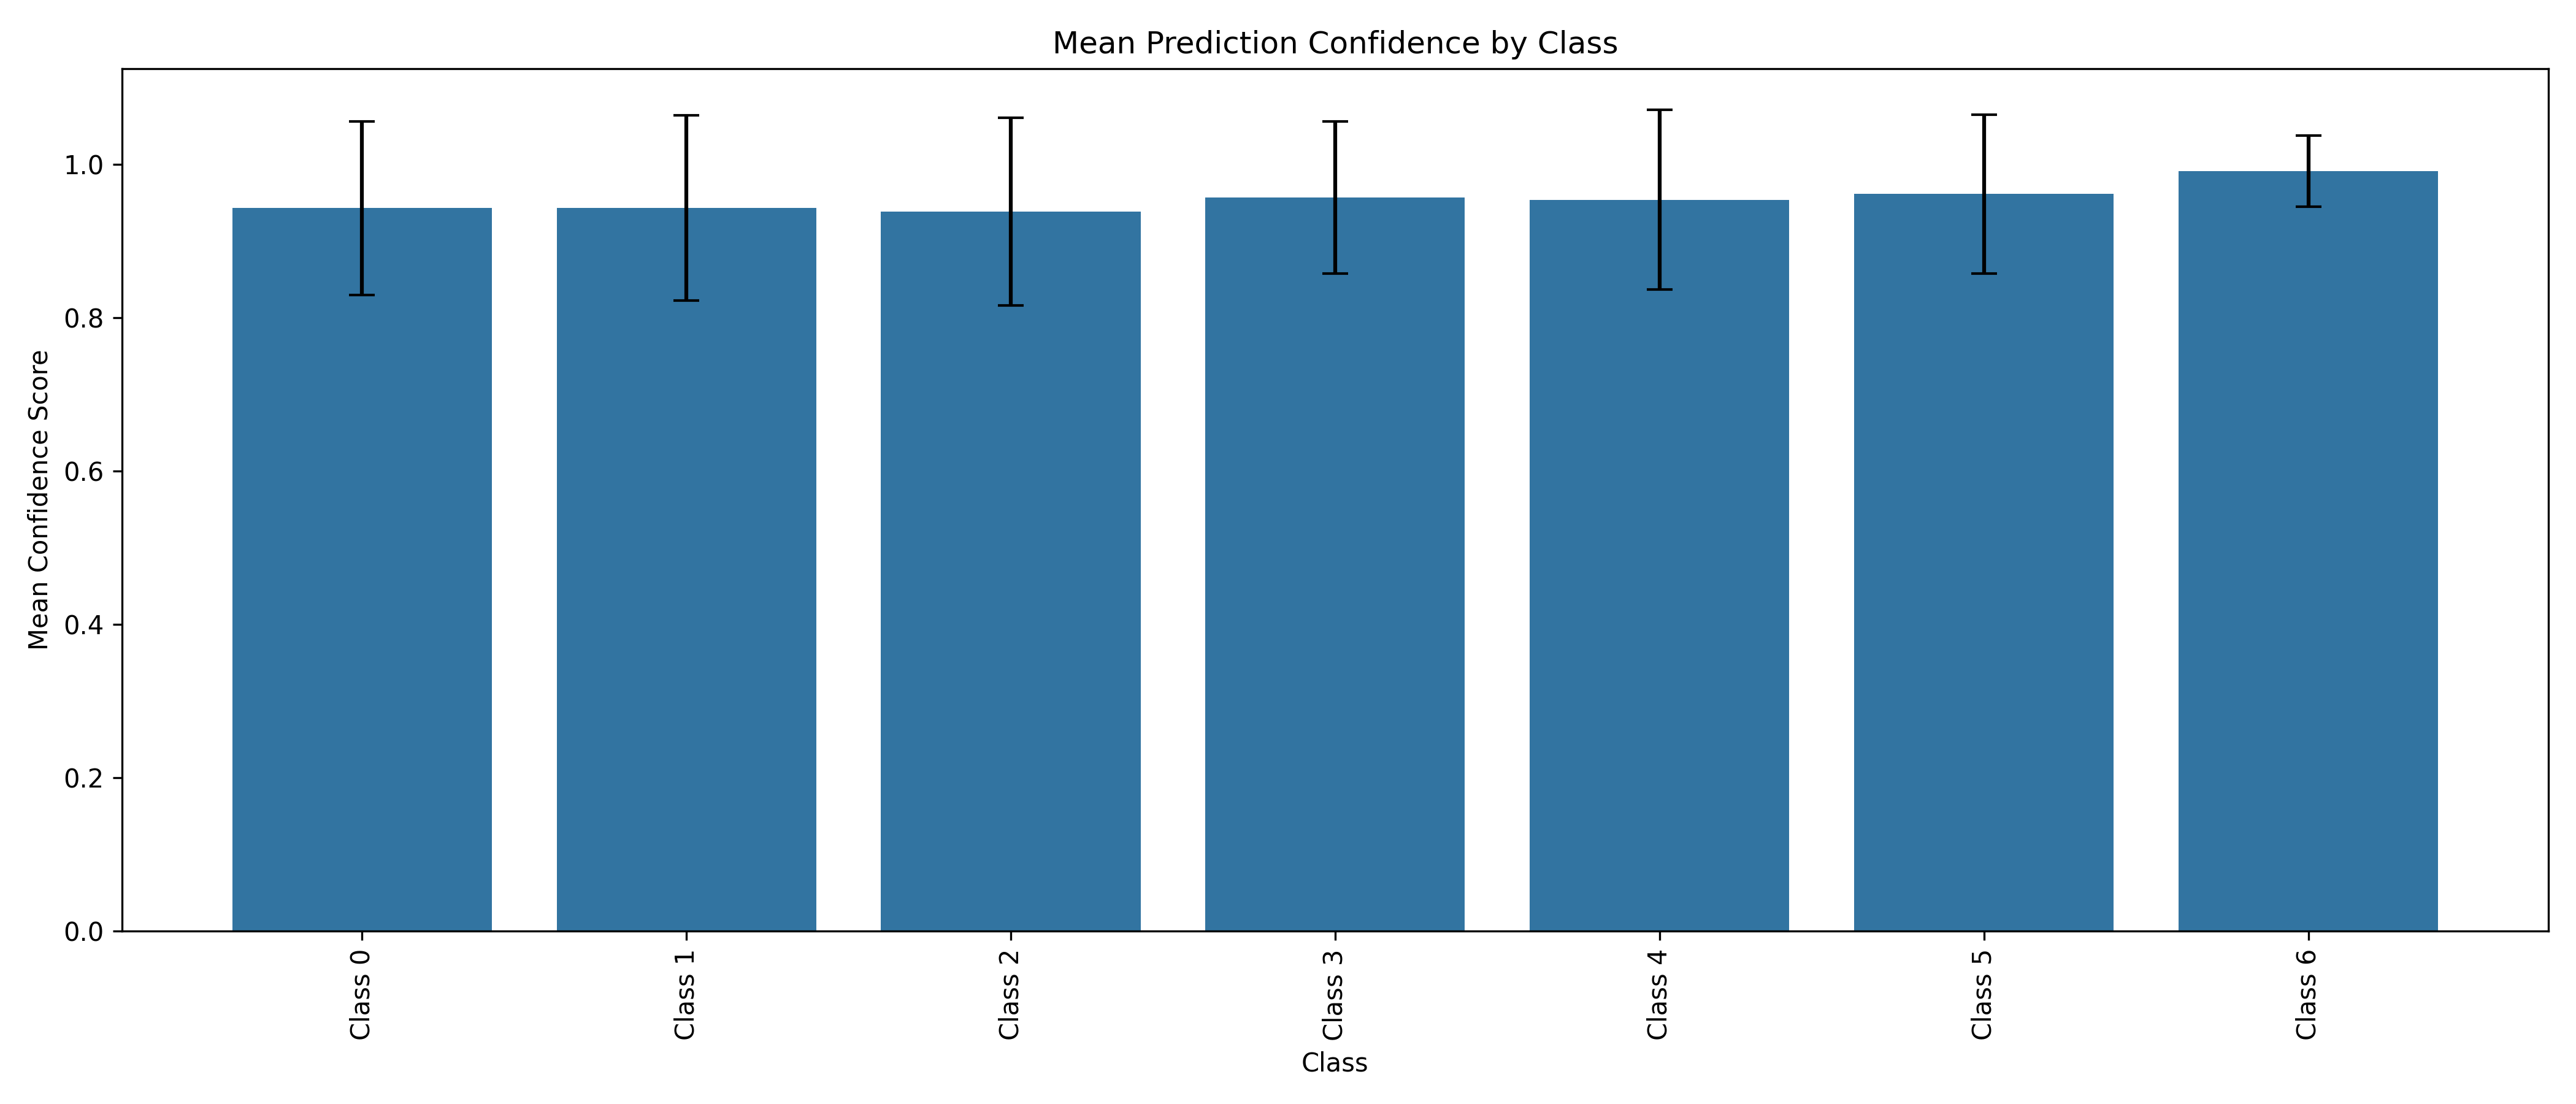 Mean Prediction Confidence by Class
Mean Confidence Score
1.0
0.8
0.6
0.4
0.2
0.0
Class 0
Class 1
Class 2
Class 3
Class 4
Class 5
Class 6
Class